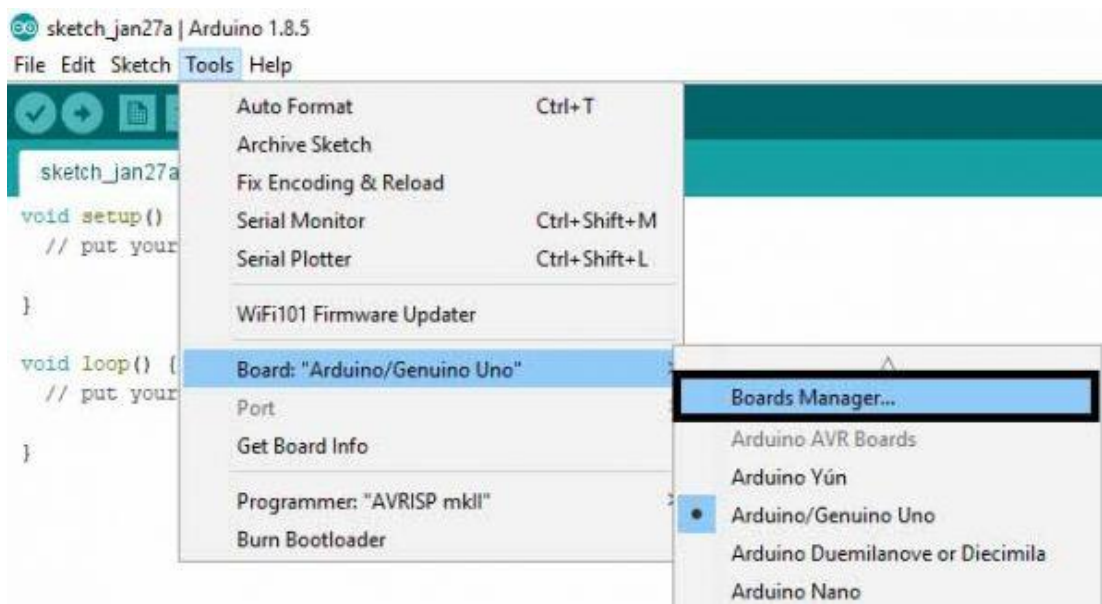 sketch_jan27a | Arduino 1.8.5
File Edit Sketch Tools Help
Auto Format Ctrl+T
Archive Sketch
Fix Encoding & Reload
Serial Monitor Ctrl+Shift+M
Serial Plotter Ctrl+Shift+L
WiFi101 Firmware Updater
Board: "Arduino/Genuino Uno"
Port
Get Board Info
Programmer: "AVRISP mkII"
Burn Bootloader
sketch_jan27a
void setup()
// put your
}
void loop() {
// put your
}
Boards Manager...
Arduino AVR Boards
Arduino Yún
Arduino/Genuino Uno
Arduino Duemilanove or Diecimila
Arduino Nano